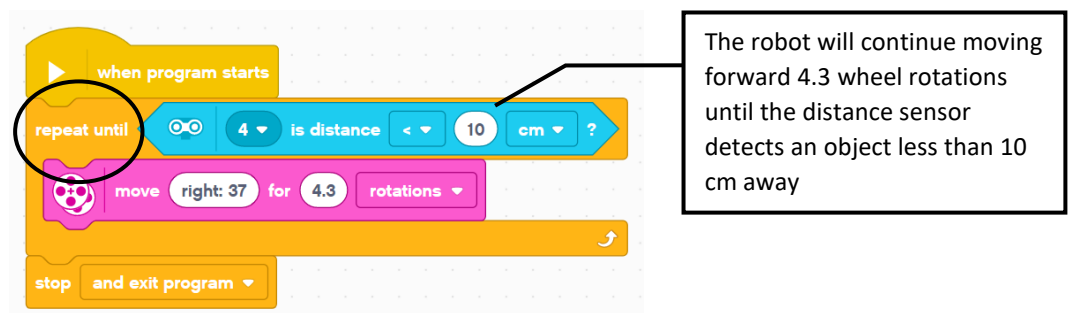 when program starts
repeat until 4 is distance < 10 cm ?
move right: 37 for 4.3 rotations
stop and exit program
The robot will continue moving
forward 4.3 wheel rotations
until the distance sensor
detects an object less than 10
cm away